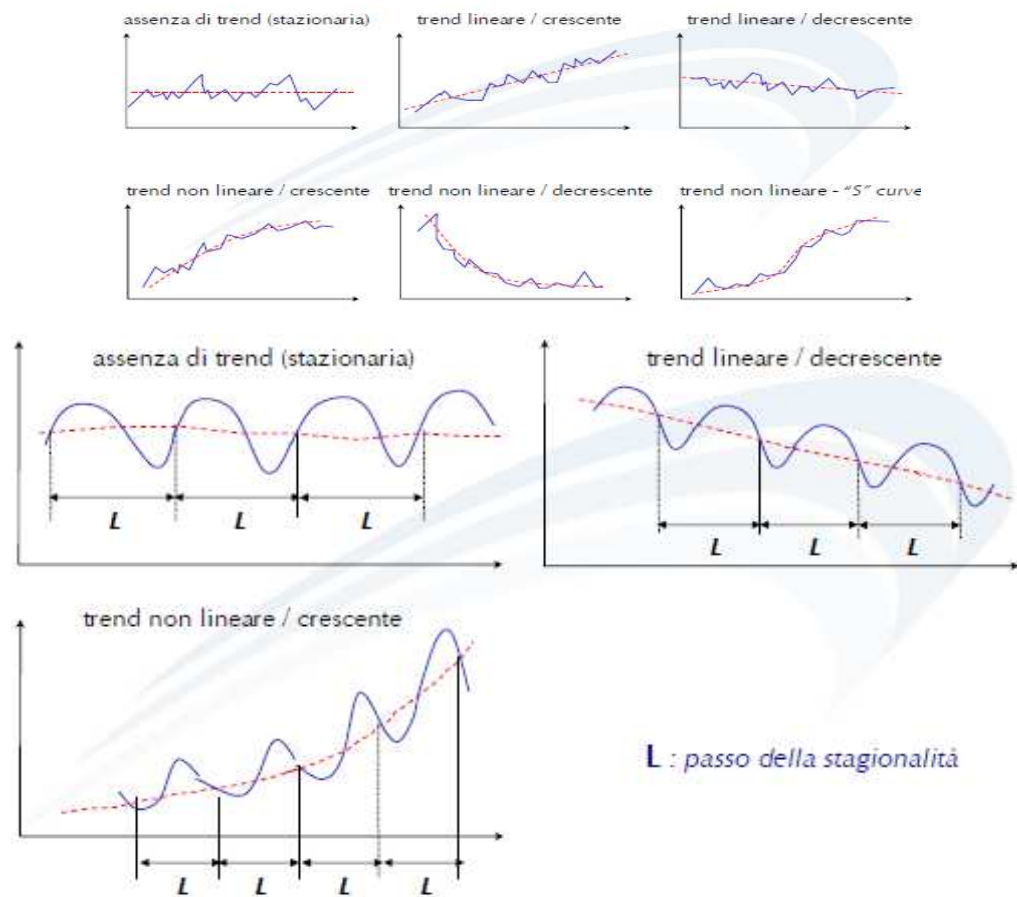 assenza di trend (stazionaria)
trend lineare / crescente
trend lineare / decrescente
trend non lineare / crescente
trend non lineare / decrescente
trend non lineare - "S" curve
assenza di trend (stazionaria)
L L L
trend lineare / decrescente
L L L
trend non lineare / crescente
L L L L
L : passo della stagionalità